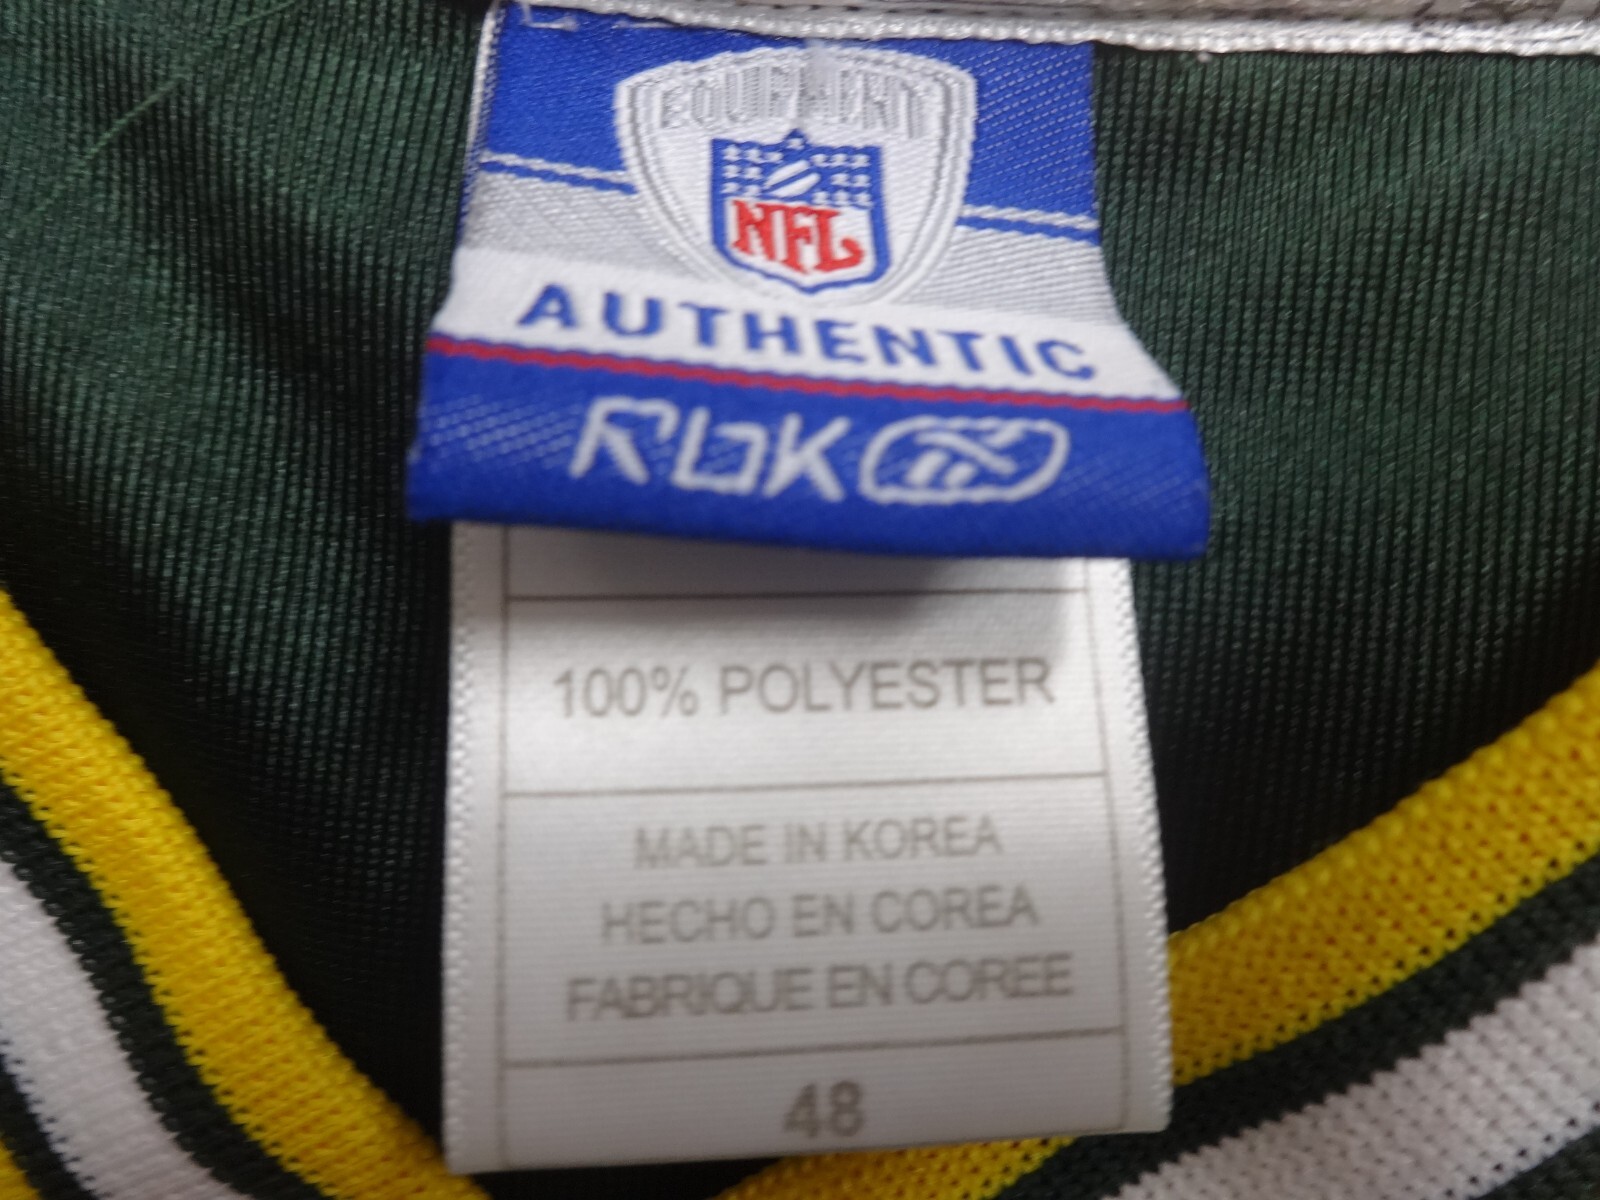 EQUIPMENT
NFL
AUTHENTIC
RBK
100% POLYESTER
MADE IN KOREA
HECHO EN COREA
FABRIQUE EN COREE
48